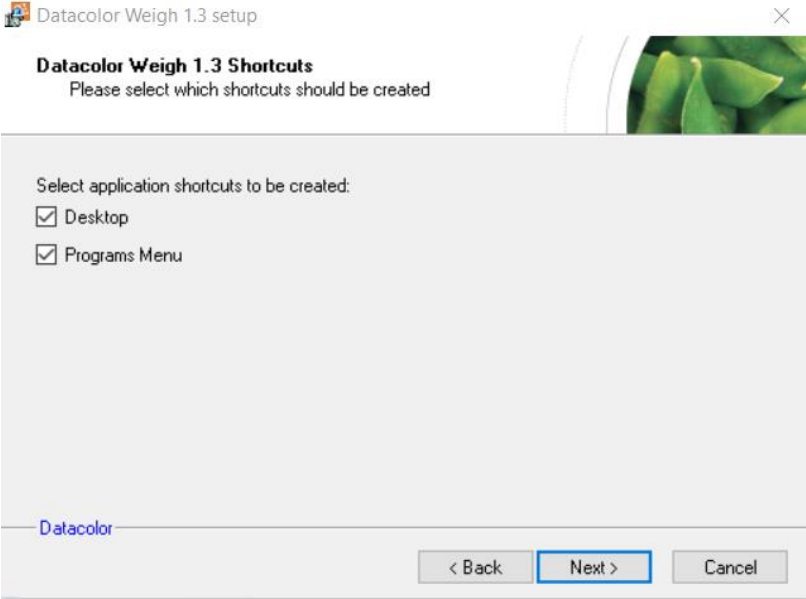 Datacolor Weigh 1.3 setup
Datacolor Weigh 1.3 Shortcuts
Please select which shortcuts should be created
Select application shortcuts to be created:
Desktop
Programs Menu
Datacolor
< Back
Next >
Cancel